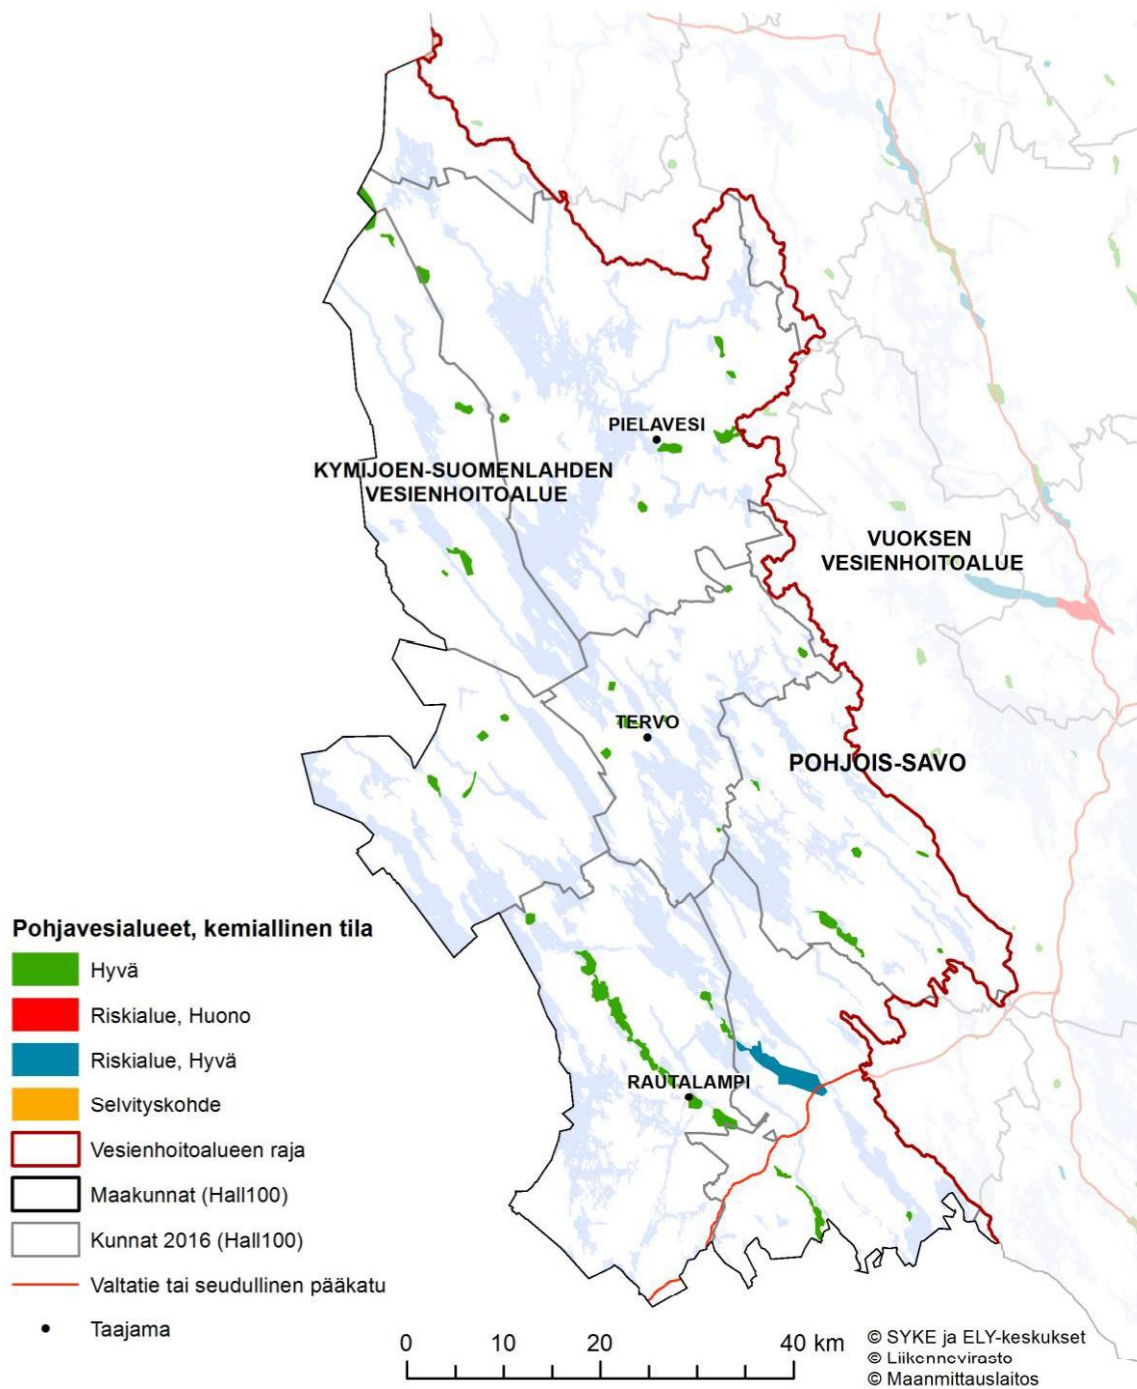 PIELAVESI
KYMIJOEN-SUOMENLAHDEN
VESIENHOITOALUE
VUOKSEN
VESIENHOITOALUE
TERVO
POHJOIS-SAVO
RAUTALAMPI
Pohjavesialueet, kemiallinen tila
Hyvä
Riskialue, Huono
Riskialue, Hyvä
Selvityskohde
Vesienhoitoalueen raja
Maakunnat (Hall100)
Kunnat 2016 (Hall100)
Valtatie tai seudullinen pääkatu
Taajama
0 20 40 km
© SYKE ja ELY-keskukset
© Liikennevirasto
© Maanmittauslaitos